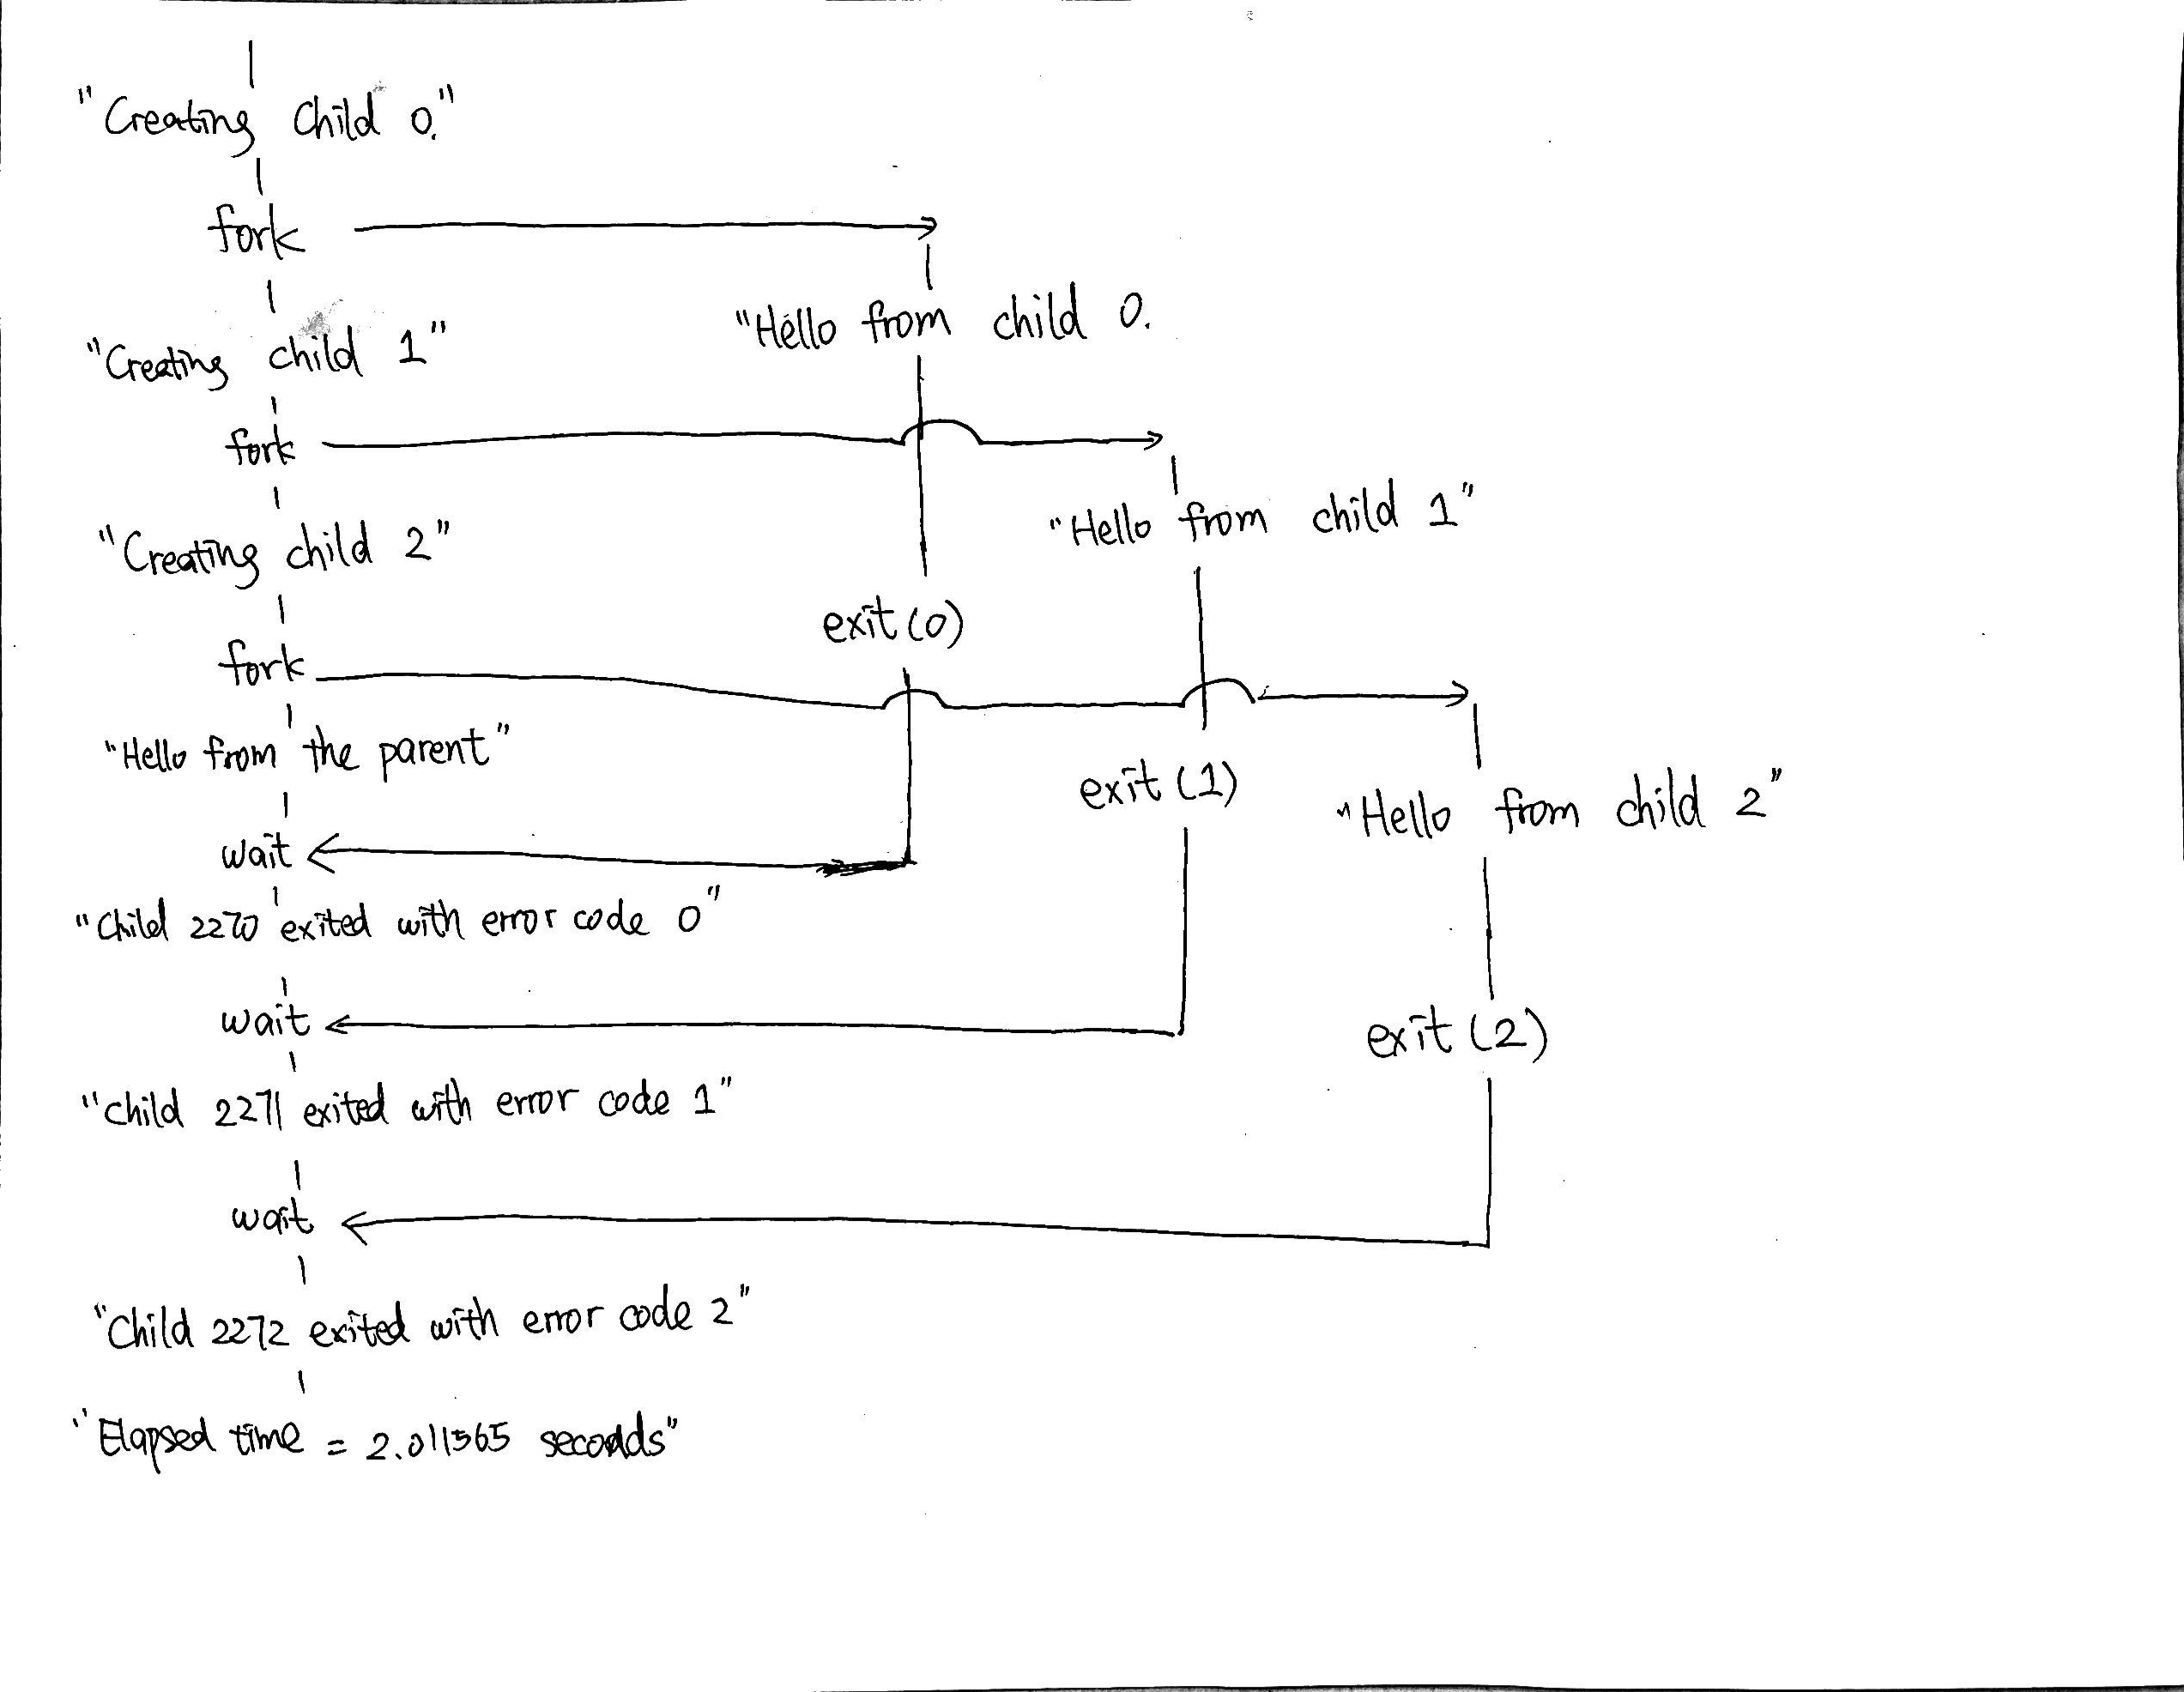 "Creating Child 0."
fork
"Hello from child 0.
"Creating child 1"
fork
"Hello from child 1"
"Creating child 2"
exit (0)
fork
"Hello from the parent"
exit (1)
"Hello from child 2"
wait
"Child 2270 exited with error code 0"
wait
exit (2)
"child 2271 exited with error code 1"
wait
"Child 2272 exited with error code 2"
"Elapsed time = 2.011565 seconds"